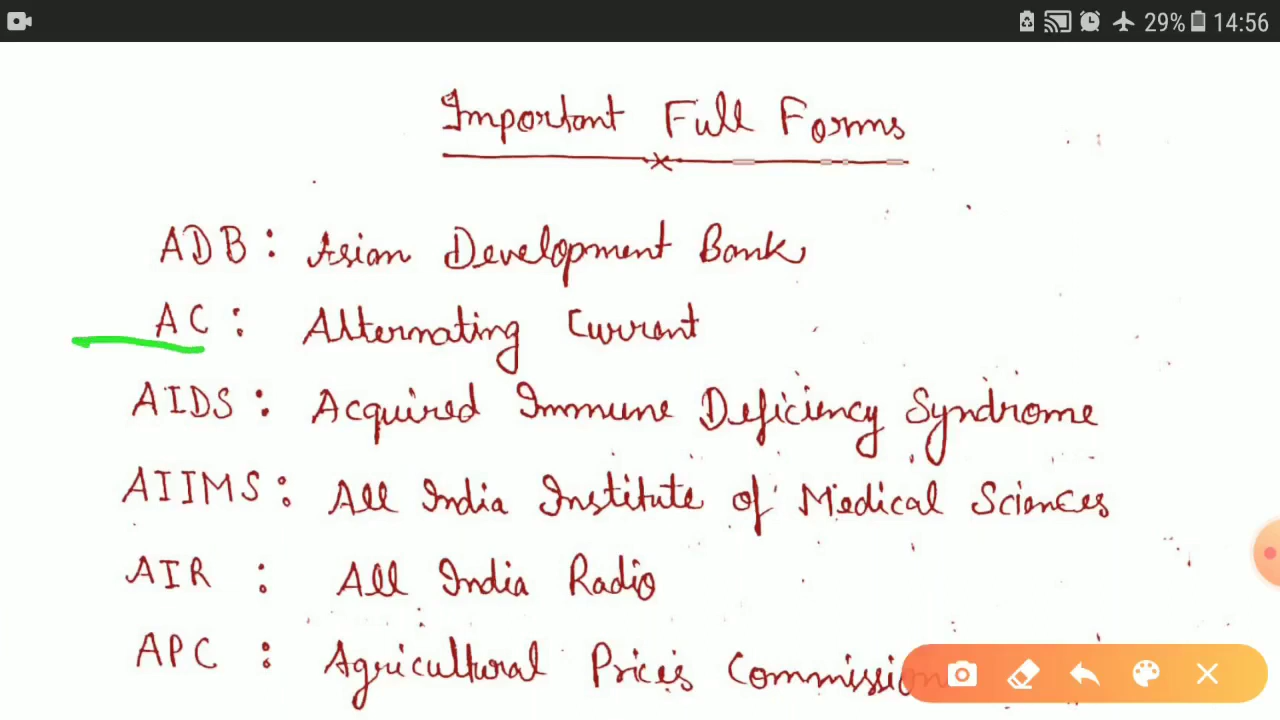 29% 14:56
Important Full Forms
ADB : Asian Development Bank
AC : Alternating Current
AIDS : Acquired Immune Deficiency Syndrome
AIIMS : All India Institute of Medical Sciences
AIR : All India Radio
APC : Agricultural Prices Commission